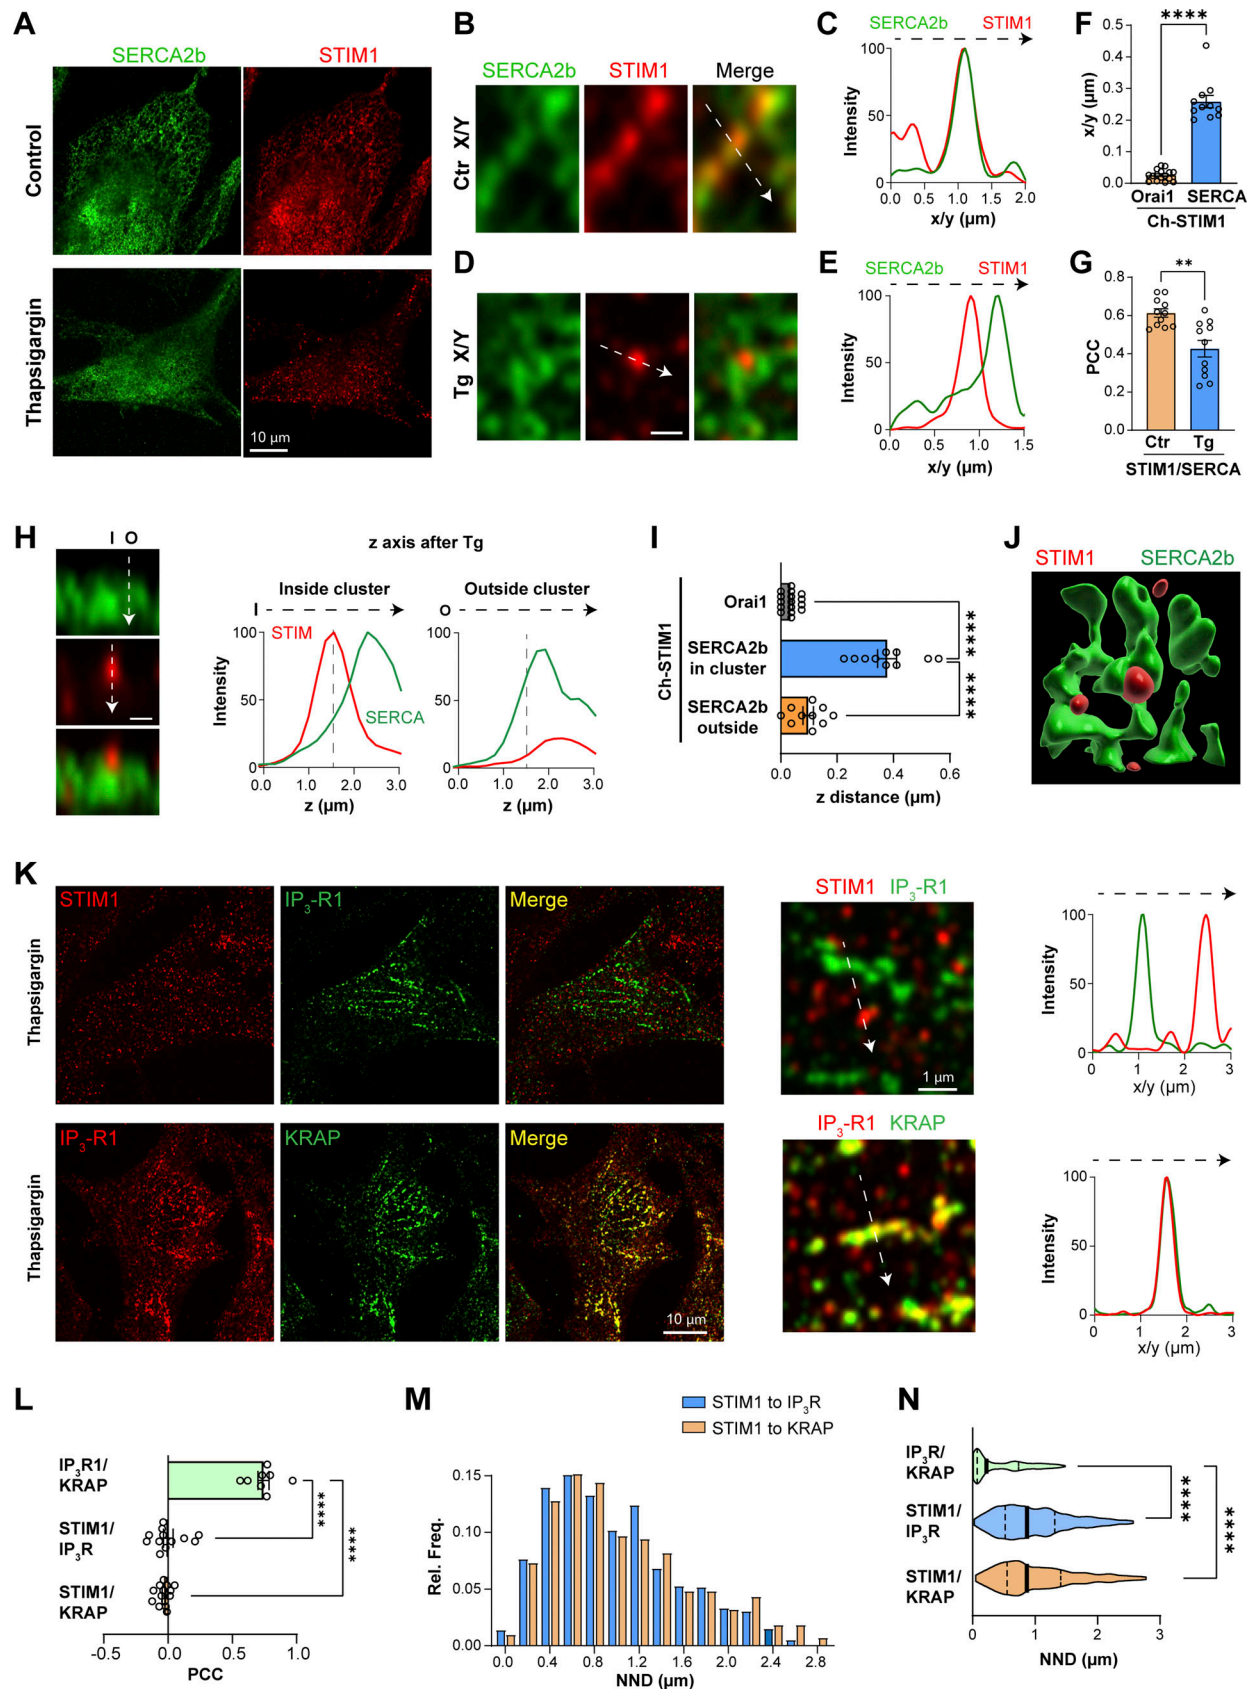 A
SERCA2b
STIM1
Control
Thapsigargin
10 µm
B
SERCA2b
STIM1
Merge
Ctr X/Y
D
Tg X/Y
C
SERCA2b
STIM1
Intensity
100
50
0
0.0
0.5
1.0
1.5
2.0
x/y (µm)
E
SERCA2b
STIM1
Intensity
100
50
0
0.0
0.5
1.0
1.5
x/y (µm)
F
****
x/y (µm)
0.5
0.4
0.3
0.2
0.1
0.0
Orai1
SERCA
Ch-STIM1
G
**
PCC
0.8
0.6
0.4
0.2
0.0
Ctr
Tg
STIM1/SERCA
H
I
O
z axis after Tg
Inside cluster
I
Intensity
100
50
0
STIM
SERCA
0.0
1.0
2.0
3.0
z (µm)
Outside cluster
O
100
50
0
0.0
1.0
2.0
3.0
z (µm)
I
Ch-STIM1
Orai1
SERCA2b
in cluster
SERCA2b
outside
****
****
0.0
0.2
0.4
0.6
z distance (µm)
J
STIM1
SERCA2b
K
Thapsigargin
STIM1
IP3-R1
Merge
STIM1 IP3-R1
1 µm
Intensity
100
50
0
0
1
2
3
x/y (µm)
Thapsigargin
IP3-R1
KRAP
Merge
10 µm
IP3-R1 KRAP
Intensity
100
50
0
0
1
2
3
x/y (µm)
L
IP3R1/
KRAP
STIM1/
IP3R
STIM1/
KRAP
****
****
-0.5
0.0
0.5
1.0
PCC
M
STIM1 to IP3R
STIM1 to KRAP
Rel. Freq.
0.15
0.10
0.05
0.00
0.0
0.4
0.8
1.2
1.6
2.0
2.4
2.8
NND (µm)
N
IP3R/
KRAP
STIM1/
IP3R
STIM1/
KRAP
****
****
0
1
2
3
NND (µm)